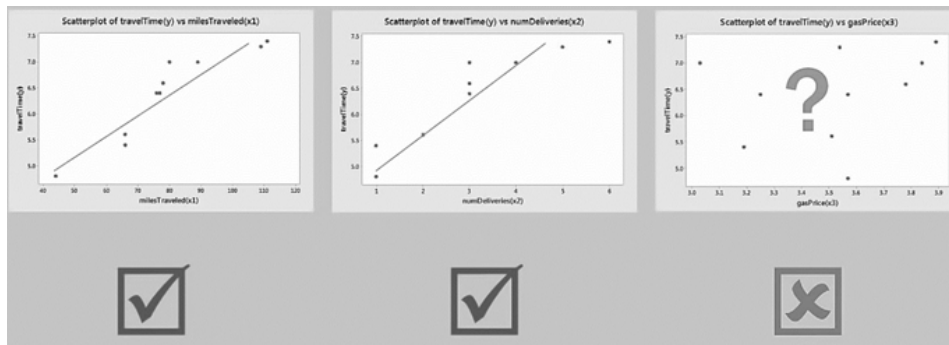 Scatterplot of travelTime(y) vs milesTraveled(x1)
7.5
7.0
6.5
6.0
5.5
5.0
travelTime(y)
40 50 60 70 80 90 100 110 120
milesTraveled(x1)
Scatterplot of travelTime(y) vs numDeliveries(x2)
7.5
7.0
6.5
6.0
5.5
5.0
travelTime(y)
1 2 3 4 5 6
numDeliveries(x2)
Scatterplot of travelTime(y) vs gasPrice(x3)
7.5
7.0
6.5
6.0
5.5
5.0
travelTime(y)
?
3.0 3.1 3.2 3.3 3.4 3.5 3.6 3.7 3.8 3.9
gasPrice(x3)